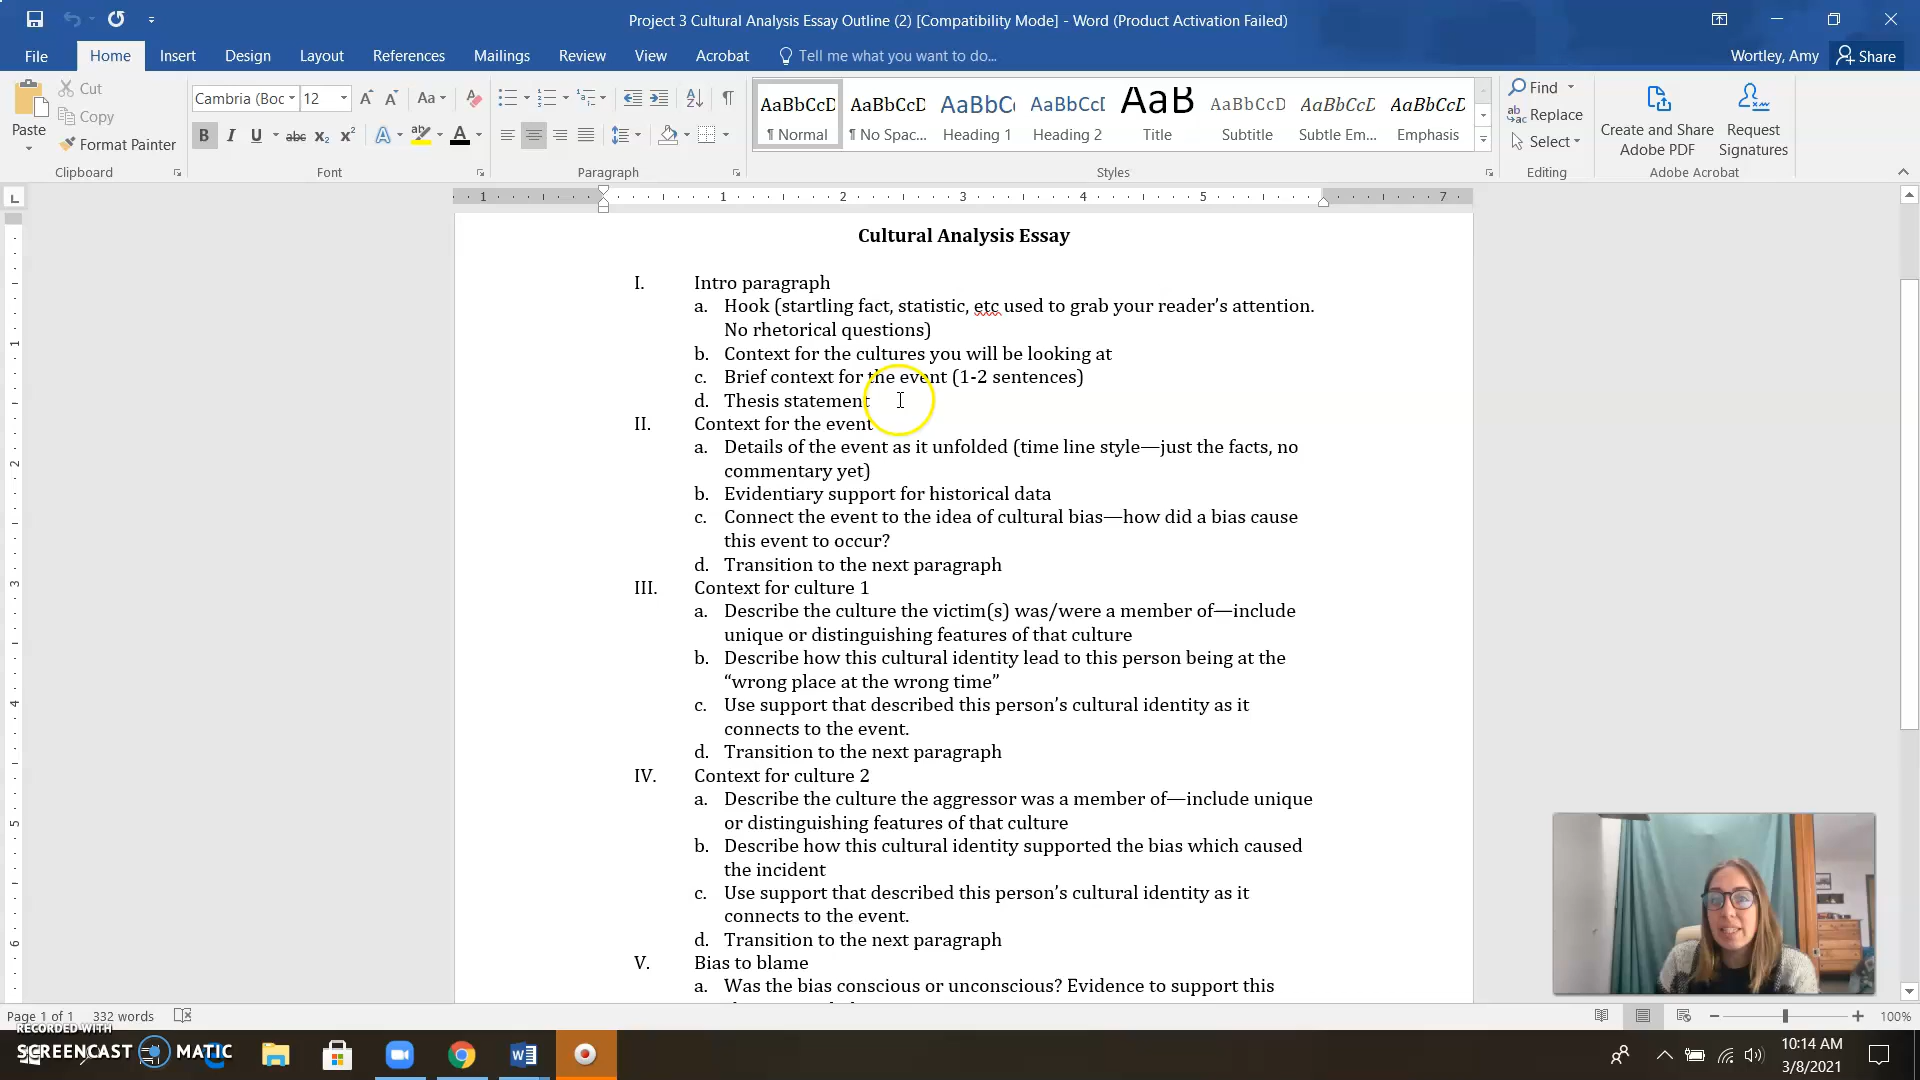 Project 3 Cultural Analysis Essay Outline (2) [Compatibility Mode] - Word (Product Activation Failed)
File Home Insert Design Layout References Mailings Review View Acrobat Tell me what you want to do... Wortley, Amy Share
Paste
Cut
Copy
Format Painter
Clipboard
Cambria (Boc 12
Font
Paragraph
AaBbCcD AaBbCcD AaBbC AaBbCcD AaB AaBbCcD AaBbCcD AaBbCcD
¶ Normal ¶ No Spac... Heading 1 Heading 2 Title Subtitle Subtle Em... Emphasis
Styles
Find
Replace
Select
Editing
Create and Share
Adobe PDF
Request
Signatures
Adobe Acrobat
1 1 2 3 4 5 7
Cultural Analysis Essay
I. Intro paragraph
a. Hook (startling fact, statistic, etc used to grab your reader's attention.
No rhetorical questions)
b. Context for the cultures you will be looking at
c. Brief context for the event (1-2 sentences)
d. Thesis statement
II. Context for the event
a. Details of the event as it unfolded (time line style—just the facts, no
commentary yet)
b. Evidentiary support for historical data
c. Connect the event to the idea of cultural bias—how did a bias cause
this event to occur?
d. Transition to the next paragraph
III. Context for culture 1
a. Describe the culture the victim(s) was/were a member of—include
unique or distinguishing features of that culture
b. Describe how this cultural identity lead to this person being at the
“wrong place at the wrong time”
c. Use support that described this person's cultural identity as it
connects to the event.
d. Transition to the next paragraph
IV. Context for culture 2
a. Describe the culture the aggressor was a member of—include unique
or distinguishing features of that culture
b. Describe how this cultural identity supported the bias which caused
the incident
c. Use support that described this person's cultural identity as it
connects to the event.
d. Transition to the next paragraph
V. Bias to blame
a. Was the bias conscious or unconscious? Evidence to support this
Page 1 of 1 332 words
100%
RECORDED WITH
SCREENCAST MATIC
10:14 AM
3/8/2021